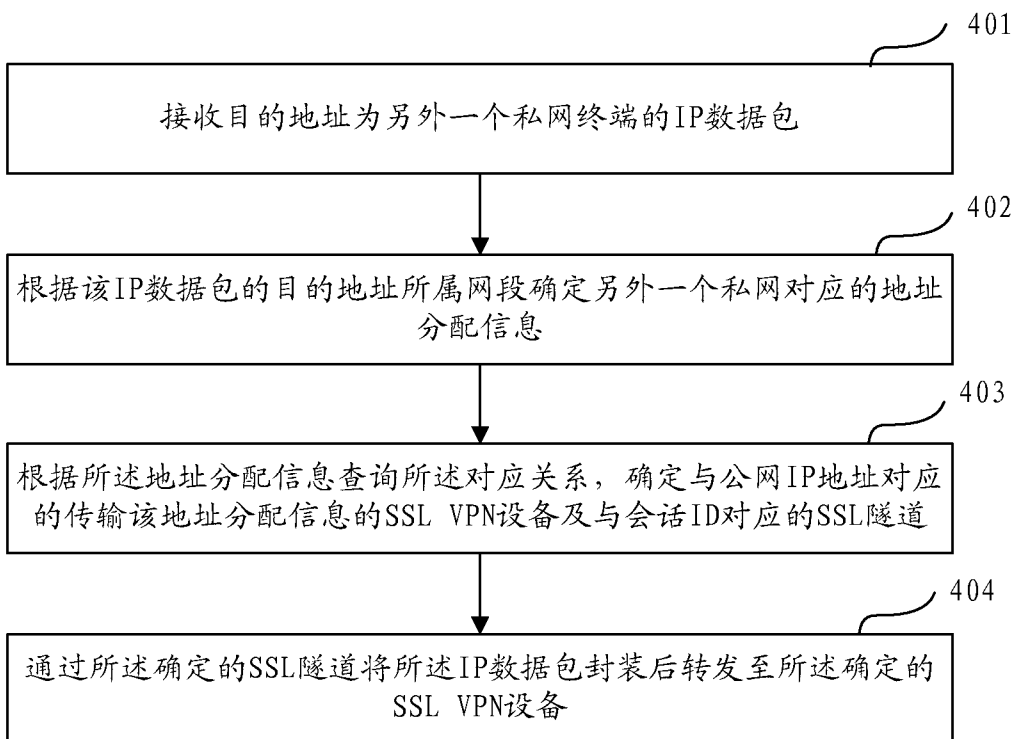 401
接收目的地址为另外一个私网终端的IP数据包
402
根据该IP数据包的目的地址所属网段确定另外一个私网对应的地址
分配信息
403
根据所述地址分配信息查询所述对应关系，确定与公网IP地址对应
的传输该地址分配信息的SSL VPN设备及与会话ID对应的SSL隧道
404
通过所述确定的SSL隧道将所述IP数据包封装后转发至所述确定的
SSL VPN设备